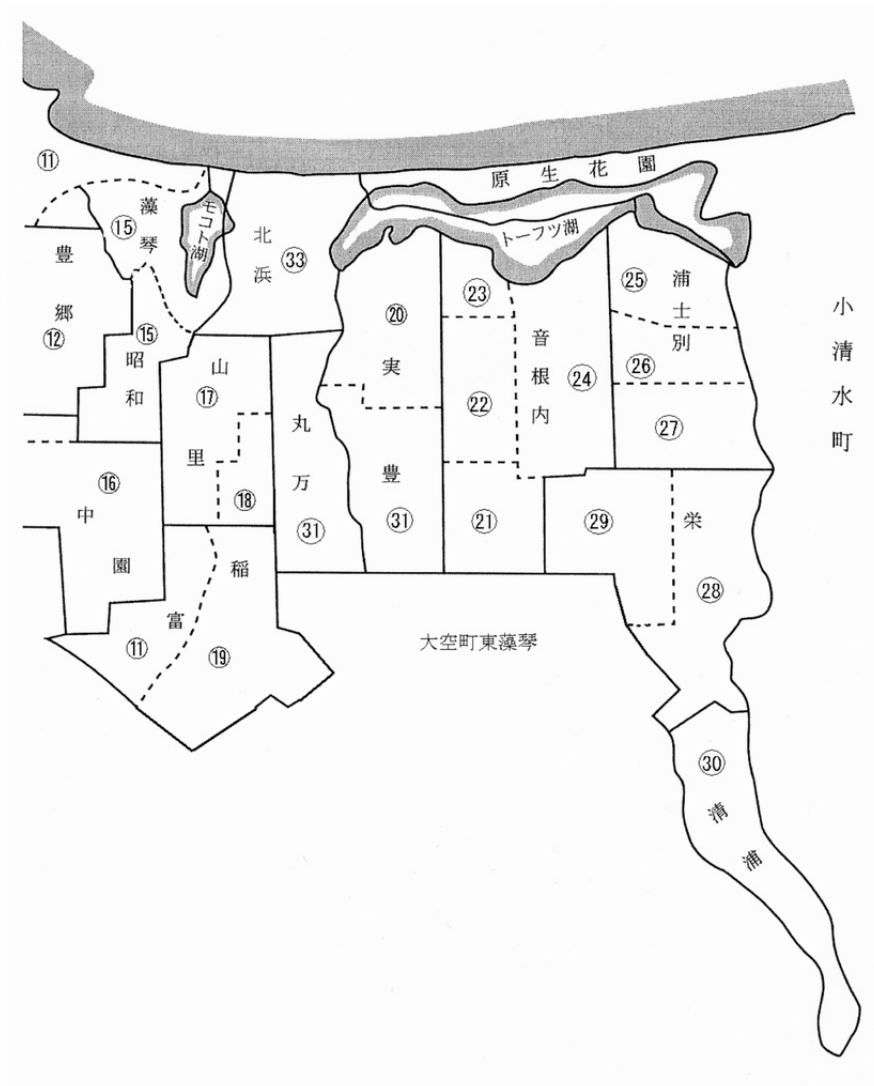 原生花園
⑪
藻琴
⑮
モコト湖
北浜
㉝
トーフツ湖
豊郷
⑫
⑮
昭和
⑳
実
㉓
㉕
浦士別
小清水町
山里
⑰
㉒
音根内
㉔
㉖
丸万
㉗
⑯
中園
⑱
豊
㉛
㉛
㉑
㉙
栄
稲富
㉘
⑪
⑲
大空町東藻琴
㉚
清浦